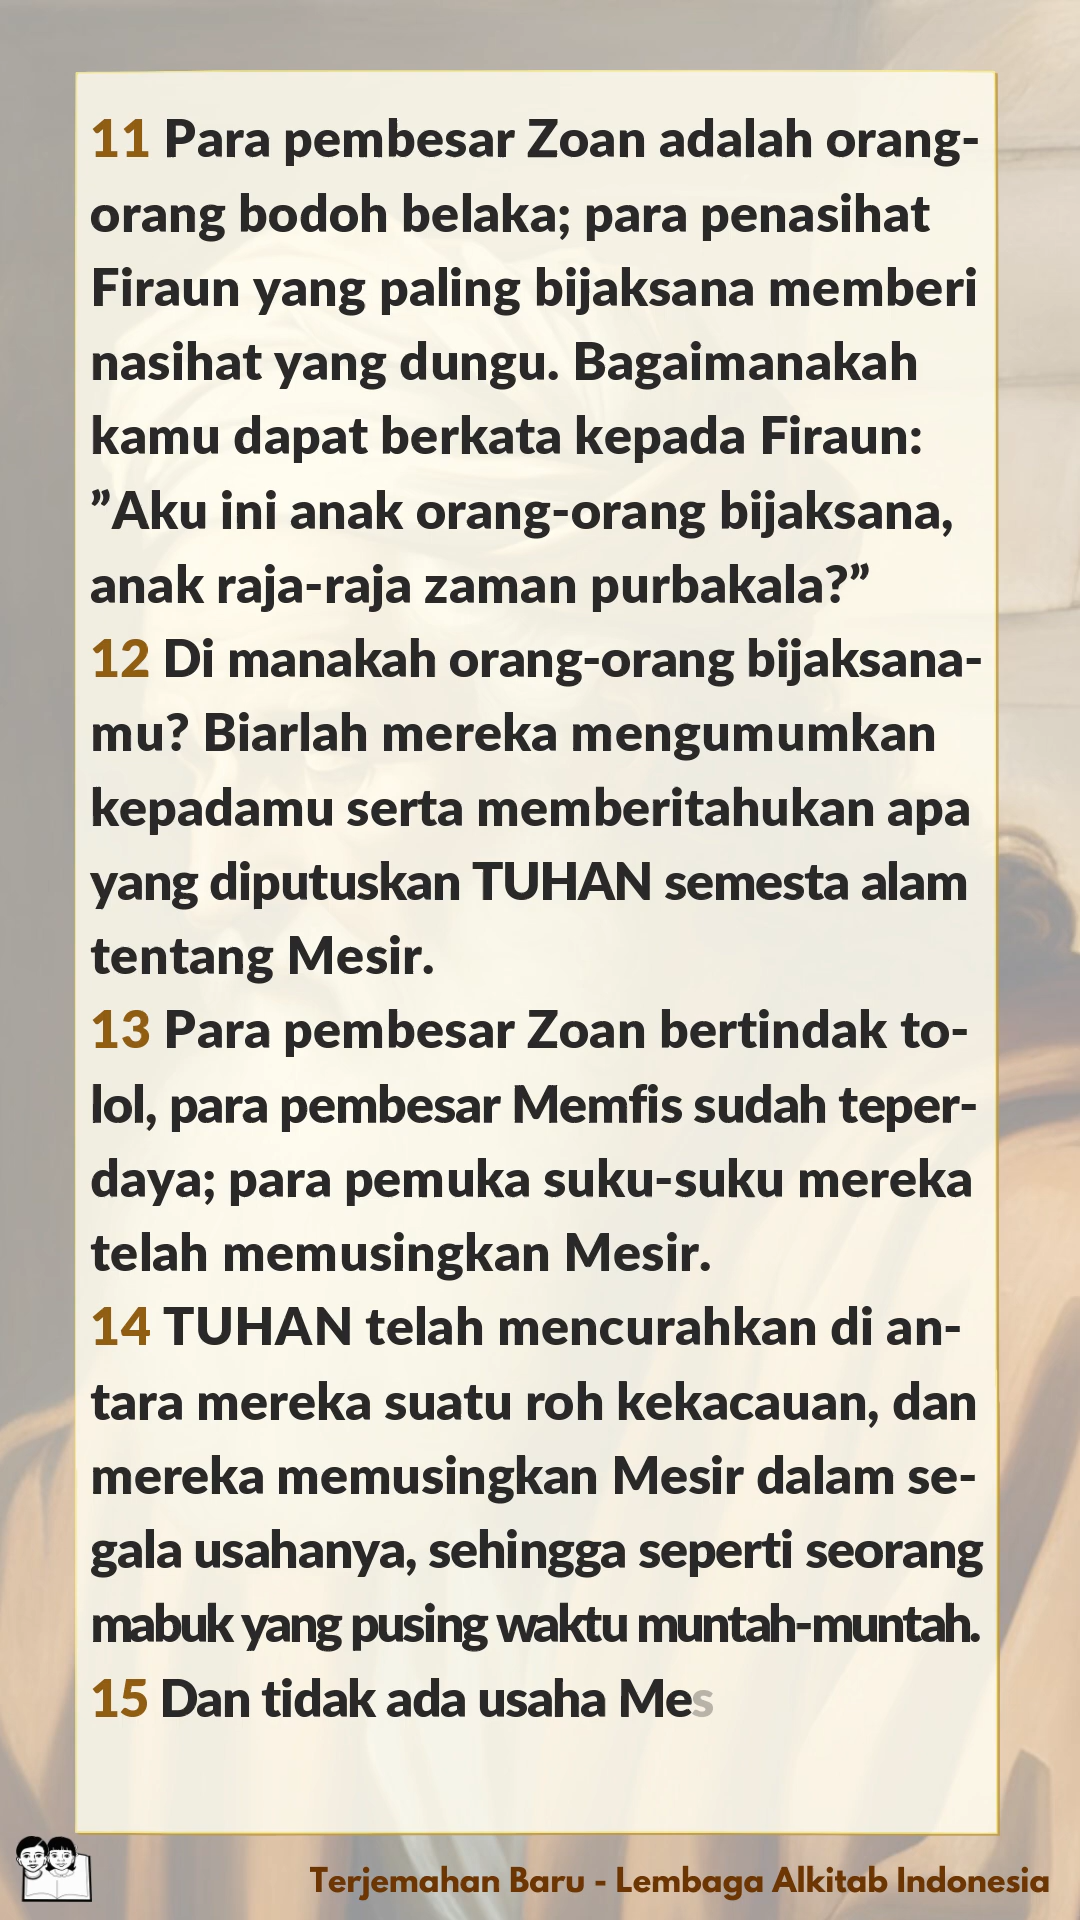 11 Para pembesar Zoan adalah orang-
orang bodoh belaka; para penasihat
Firaun yang paling bijaksana memberi
nasihat yang dungu. Bagaimanakah
kamu dapat berkata kepada Firaun:
”Aku ini anak orang-orang bijaksana,
anak raja-raja zaman purbakala?”
12 Di manakah orang-orang bijaksana-
mu? Biarlah mereka mengumumkan
kepadamu serta memberitahukan apa
yang diputuskan TUHAN semesta alam
tentang Mesir.
13 Para pembesar Zoan bertindak to-
lol, para pembesar Memfis sudah teper-
daya; para pemuka suku-suku mereka
telah memusingkan Mesir.
14 TUHAN telah mencurahkan di an-
tara mereka suatu roh kekacauan, dan
mereka memusingkan Mesir dalam se-
gala usahanya, sehingga seperti seorang
mabuk yang pusing waktu muntah-muntah.
15 Dan tidak ada usaha Mes
Terjemahan Baru - Lembaga Alkitab Indonesia